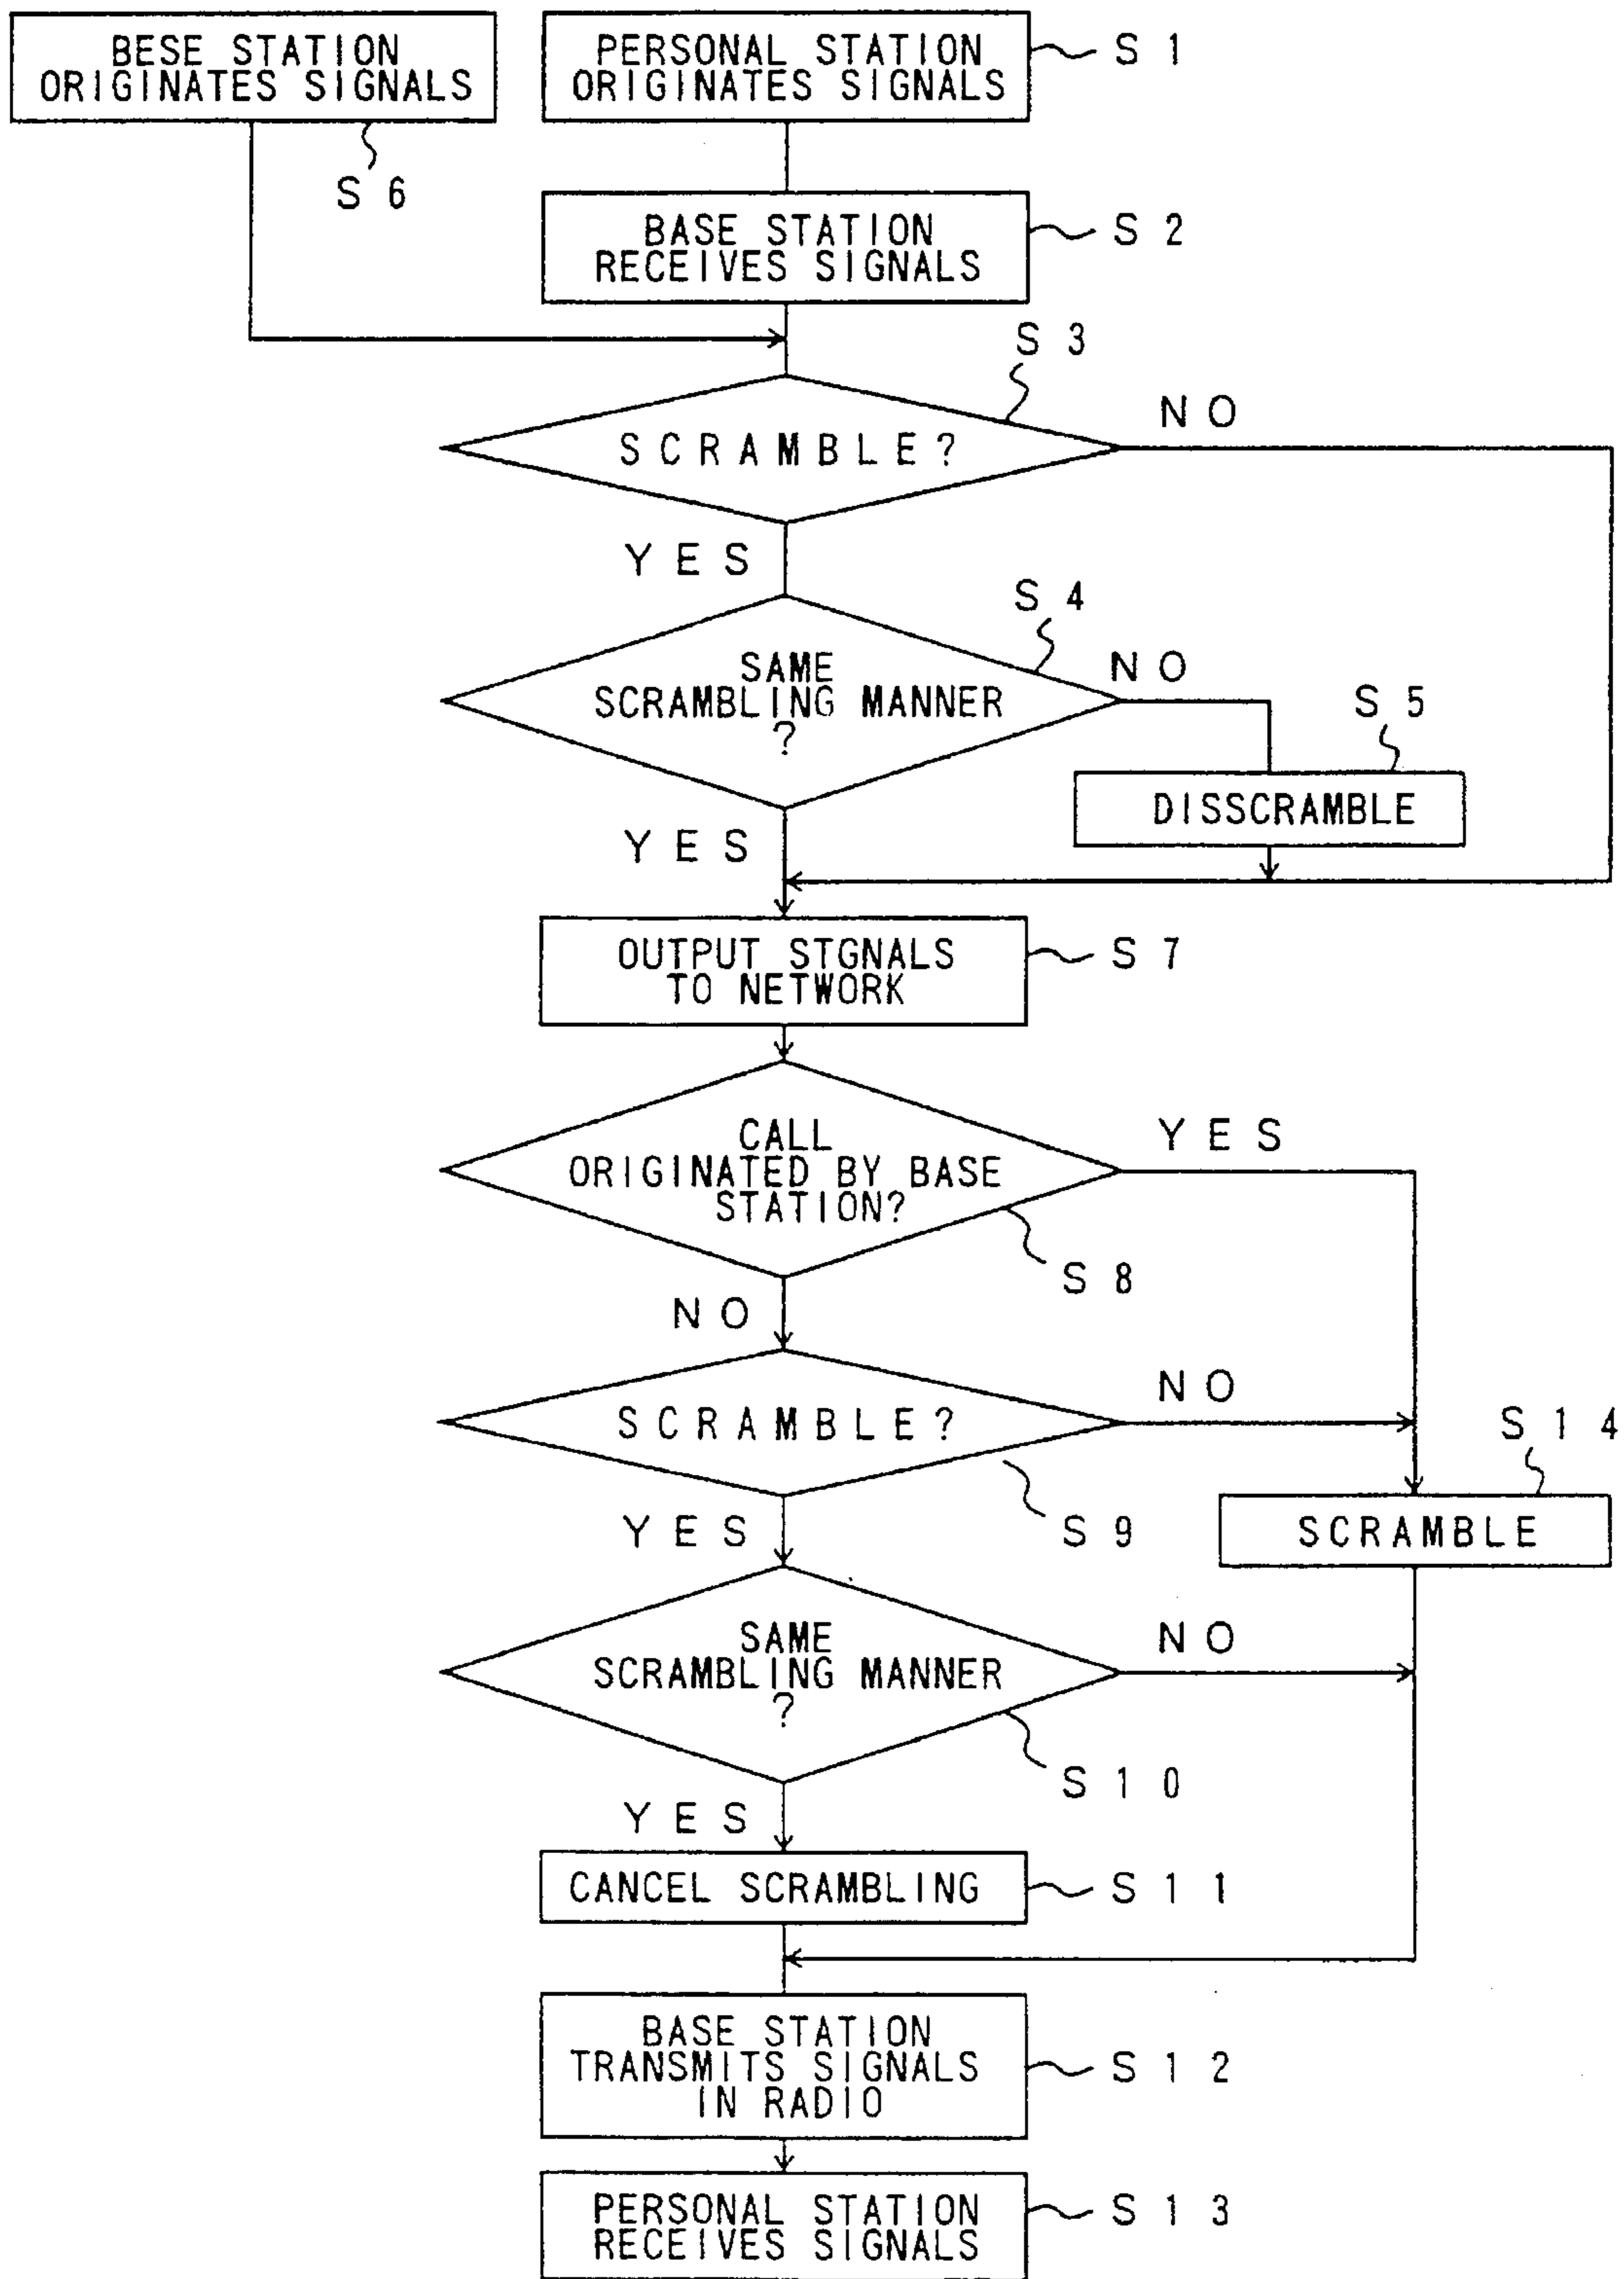 BESE STATION
ORIGINATES SIGNALS
S 6
PERSONAL STATION
ORIGINATES SIGNALS
S 1
BASE STATION
RECEIVES SIGNALS
S 2
SCRAMBLE?
S 3
NO
YES
SAME
SCRAMBLING MANNER
?
S 4
NO
DISSCRAMBLE
S 5
YES
OUTPUT STGNALS
TO NETWORK
S 7
CALL
ORIGINATED BY BASE
STATION?
YES
S 8
NO
SCRAMBLE?
NO
S 9
S 14
SCRAMBLE
YES
SAME
SCRAMBLING MANNER
?
NO
S 10
YES
CANCEL SCRAMBLING
S 11
BASE STATION
TRANSMITS SIGNALS
IN RADIO
S 12
PERSONAL STATION
RECEIVES SIGNALS
S 13